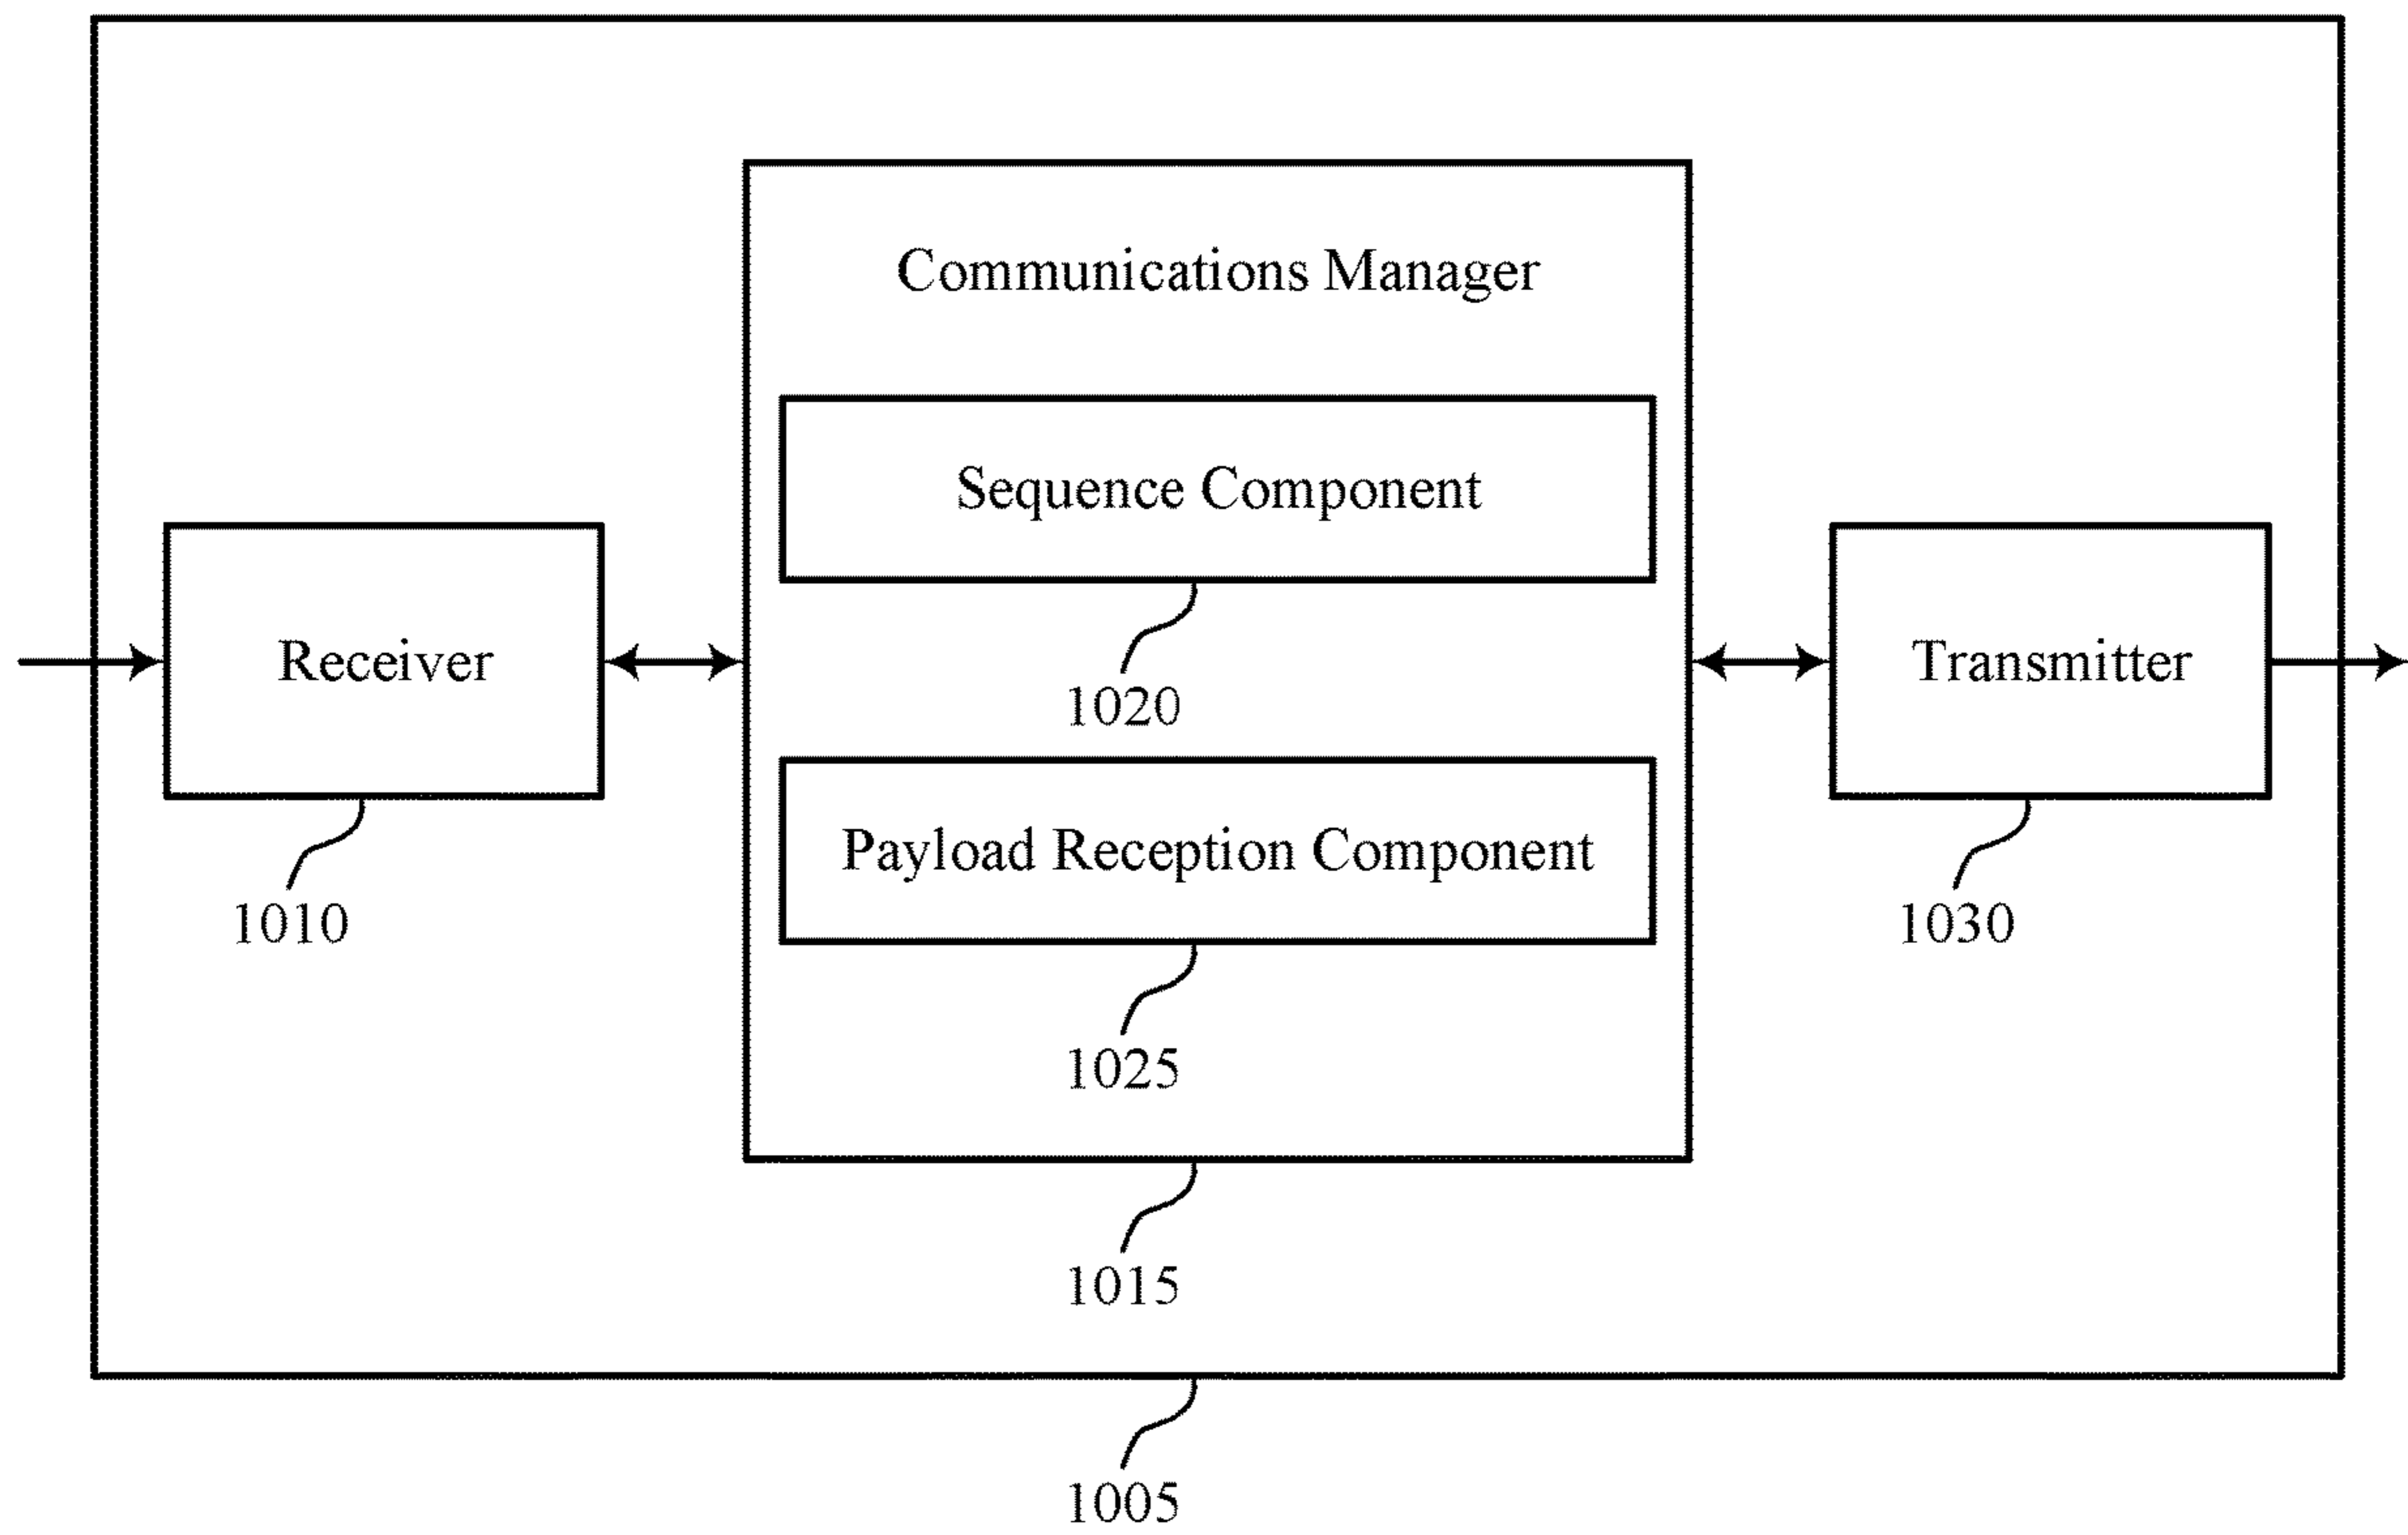 Communications Manager
Sequence Component
1020
Receiver
1010
Payload Reception Component
1025
Transmitter
1030
1015
1005